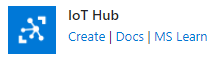 IoT Hub
Create | Docs | MS Learn